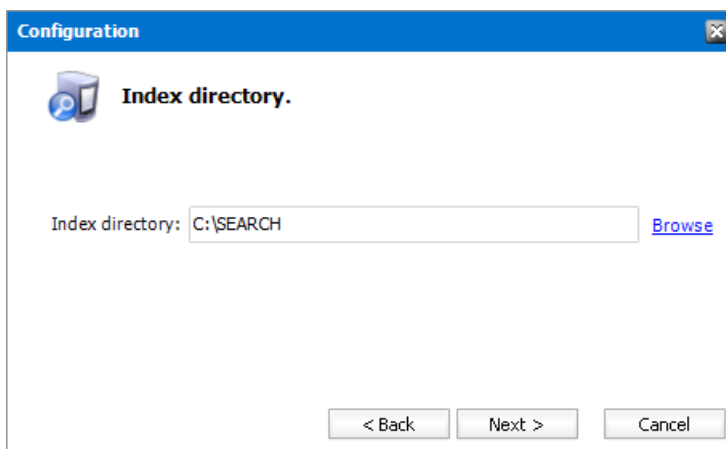 Configuration
Index directory.
Index directory: C:\SEARCH Browse
< Back Next > Cancel